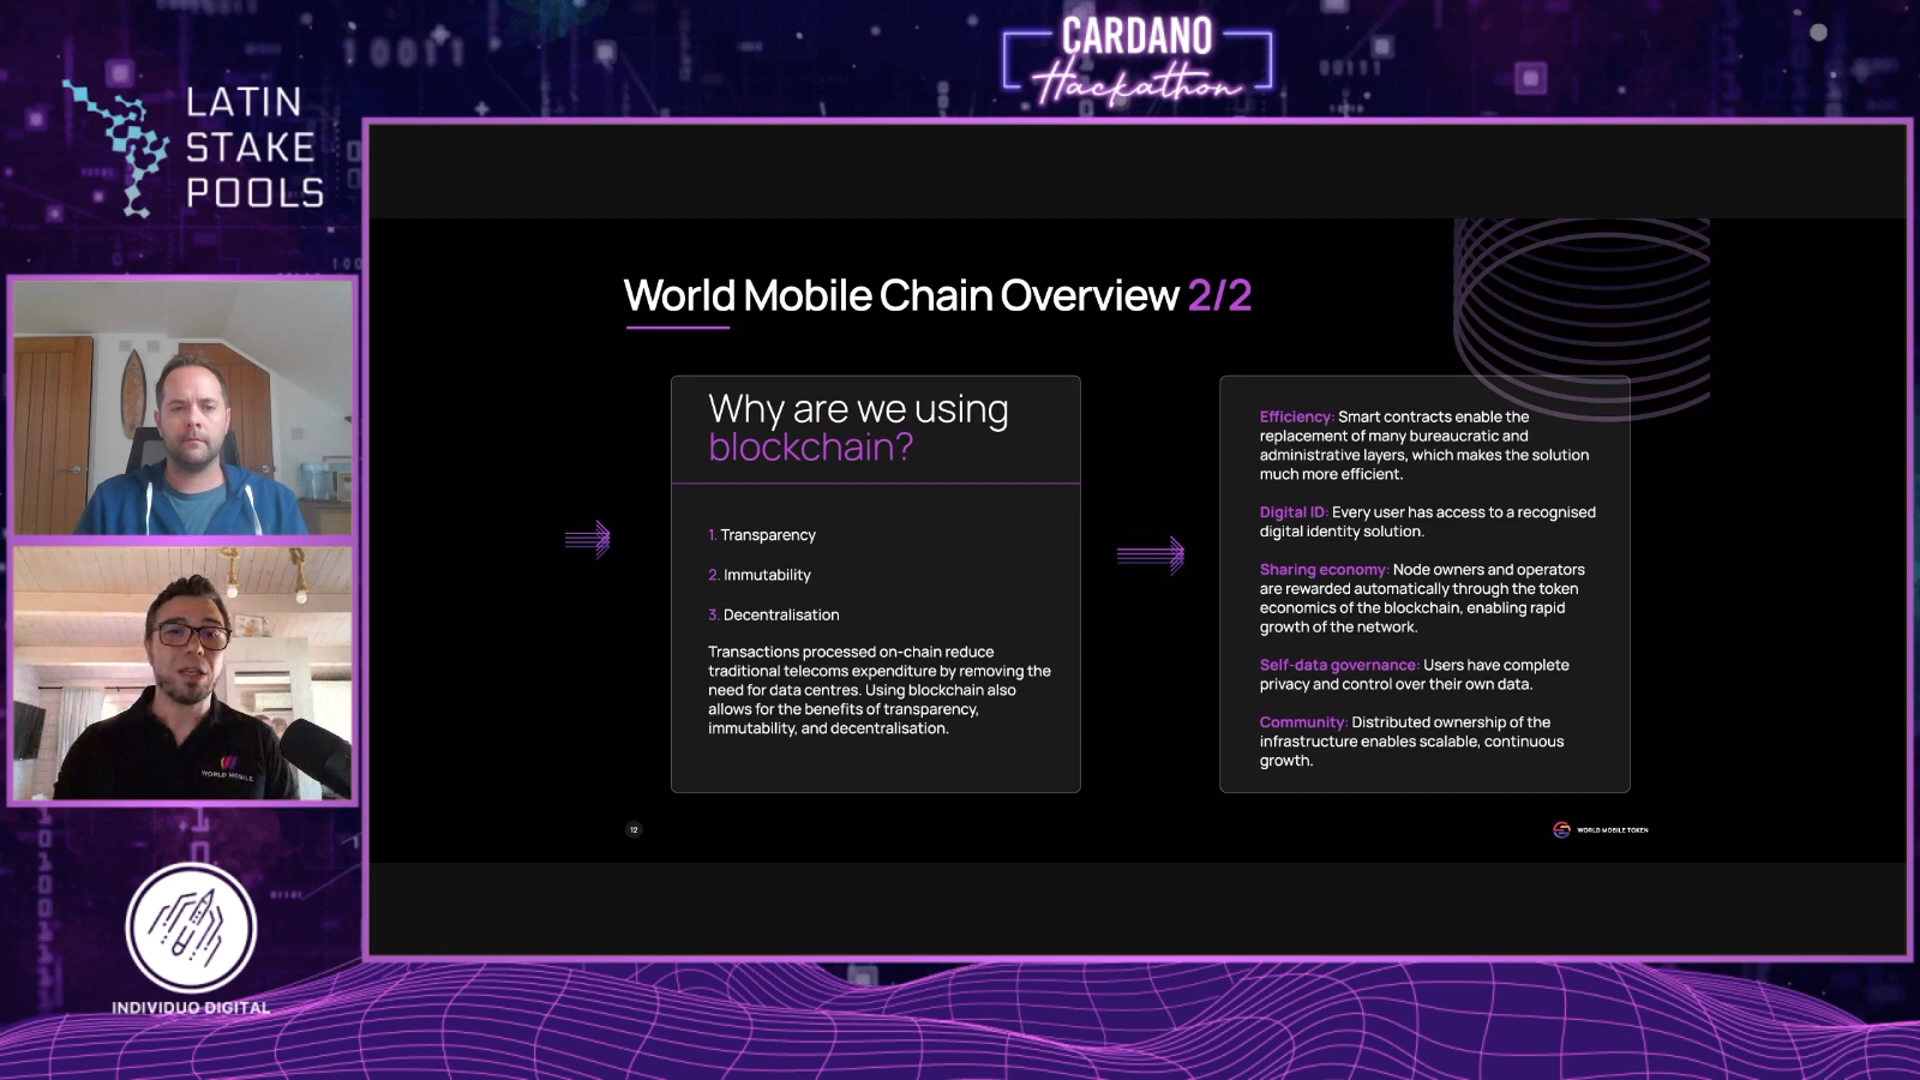 CARDANO
Hackathon
LATIN
STAKE
POOLS
World Mobile Chain Overview 2/2
Why are we using
blockchain?
1. Transparency
2. Immutability
3. Decentralisation
Transactions processed on-chain reduce
traditional telecoms expenditure by removing the
need for data centres. Using blockchain also
allows for the benefits of transparency,
immutability, and decentralisation.
Efficiency: Smart contracts enable the
replacement of many bureaucratic and
administrative layers, which makes the solution
much more efficient.
Digital ID: Every user has access to a recognised
digital identity solution.
Sharing economy: Node owners and operators
are rewarded automatically through the token
economics of the blockchain, enabling rapid
growth of the network.
Self-data governance: Users have complete
privacy and control over their own data.
Community: Distributed ownership of the
infrastructure enables scalable, continuous
growth.
12
WORLD MOBILE TOKEN
WORLD MOBILE
INDIVIDUO DIGITAL